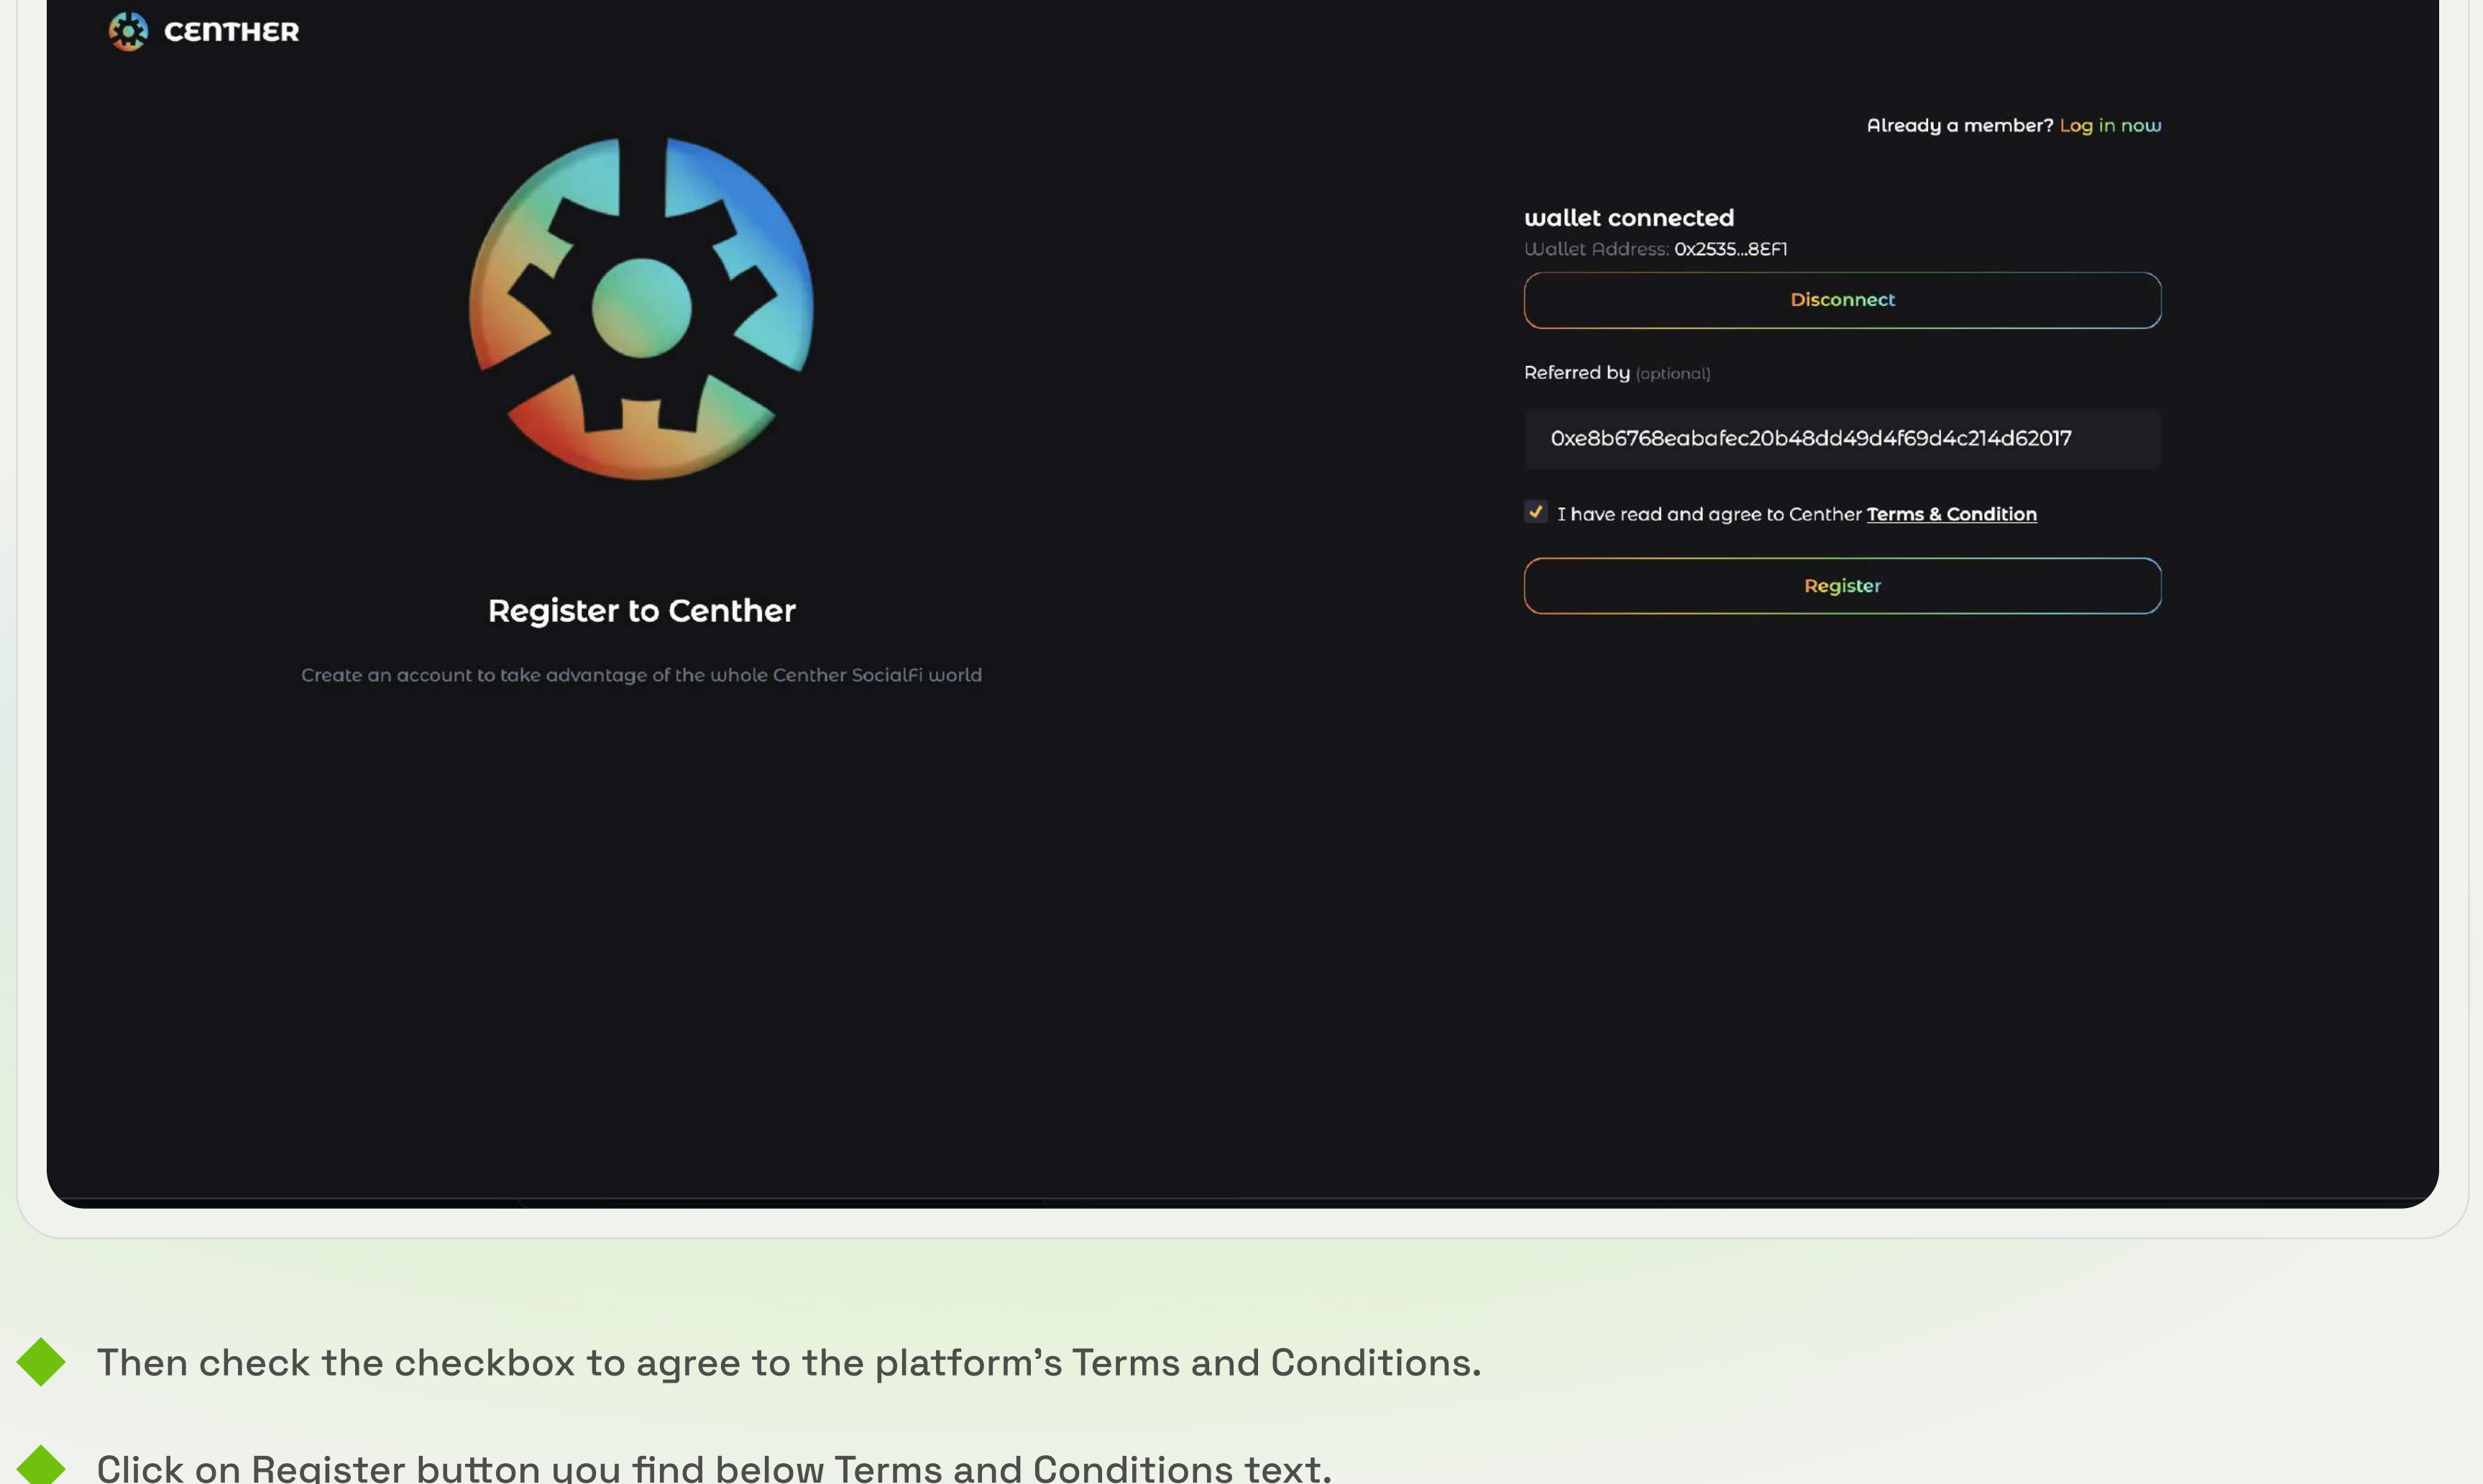 CENTHER
Already a member? Log in now
wallet connected
Wallet Address: 0x2535...8EF1
Disconnect
Referred by (optional)
0xe8b6768eabafec20b48dd49d4f69d4c214d62017
I have read and agree to Centher Terms & Condition
Register
Register to Centher
Create an account to take advantage of the whole Centher SocialFi world
Then check the checkbox to agree to the platform’s Terms and Conditions.
Click on Register button you find below Terms and Conditions text.